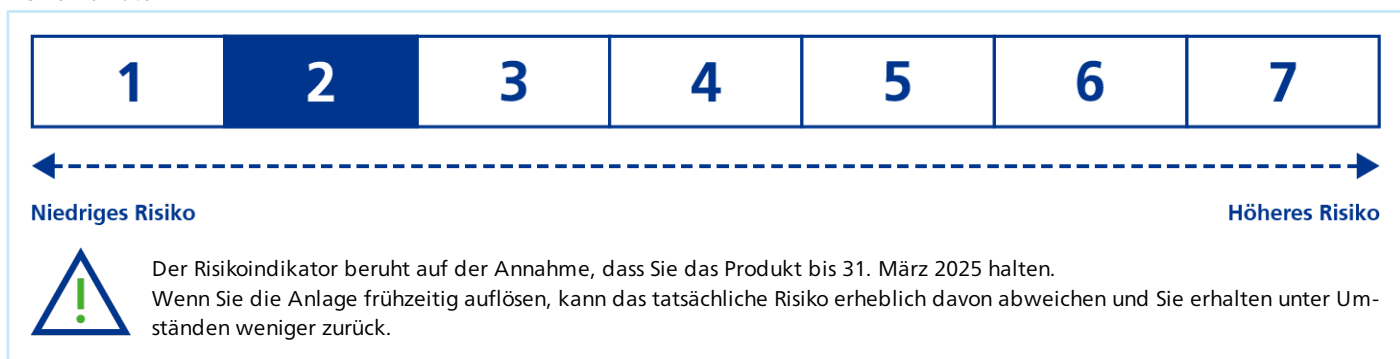 1 2 3 4 5 6 7
Niedriges Risiko Höheres Risiko
Der Risikoindikator beruht auf der Annahme, dass Sie das Produkt bis 31. März 2025 halten.
Wenn Sie die Anlage frühzeitig auflösen, kann das tatsächliche Risiko erheblich davon abweichen und Sie erhalten unter Um-
ständen weniger zurück.